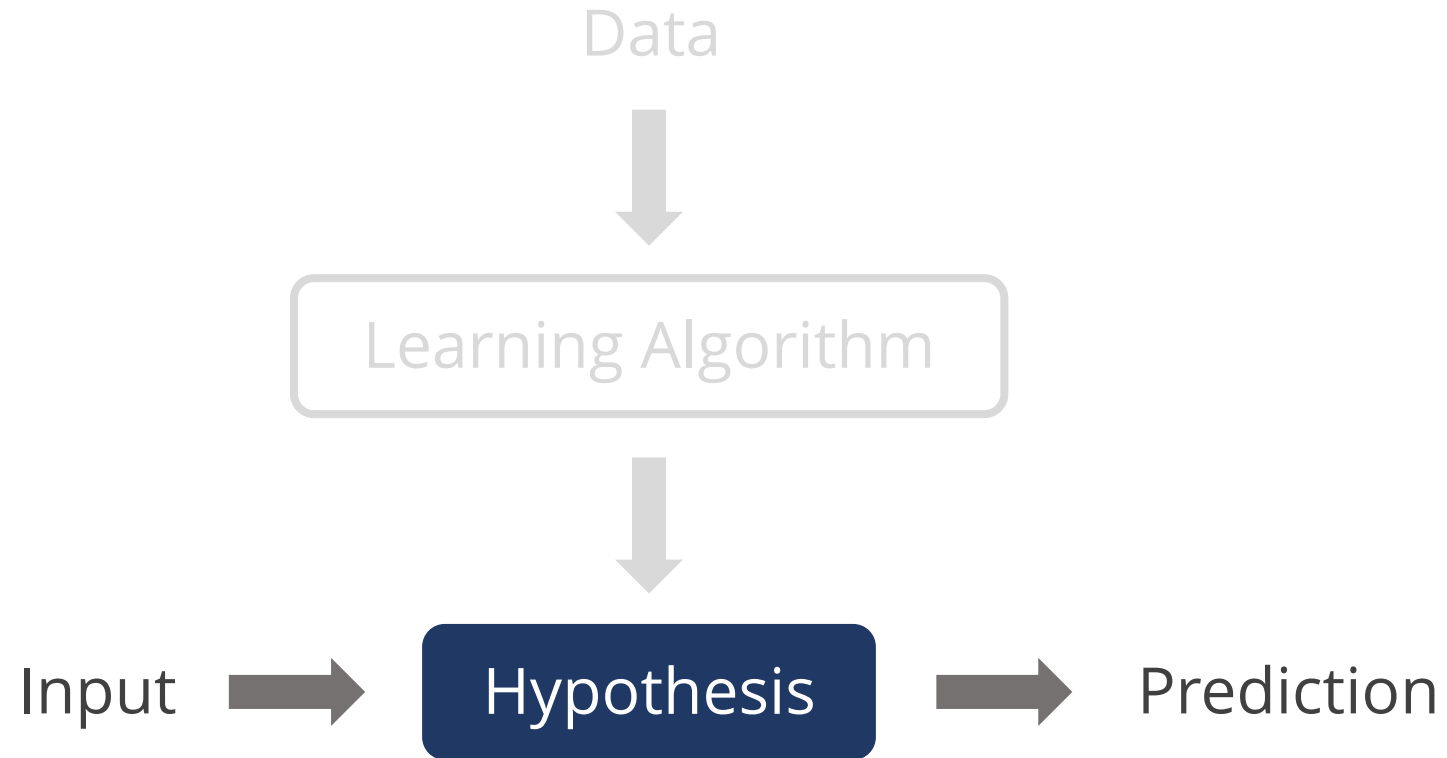 Data
Learning Algorithm
Input
Hypothesis
Prediction